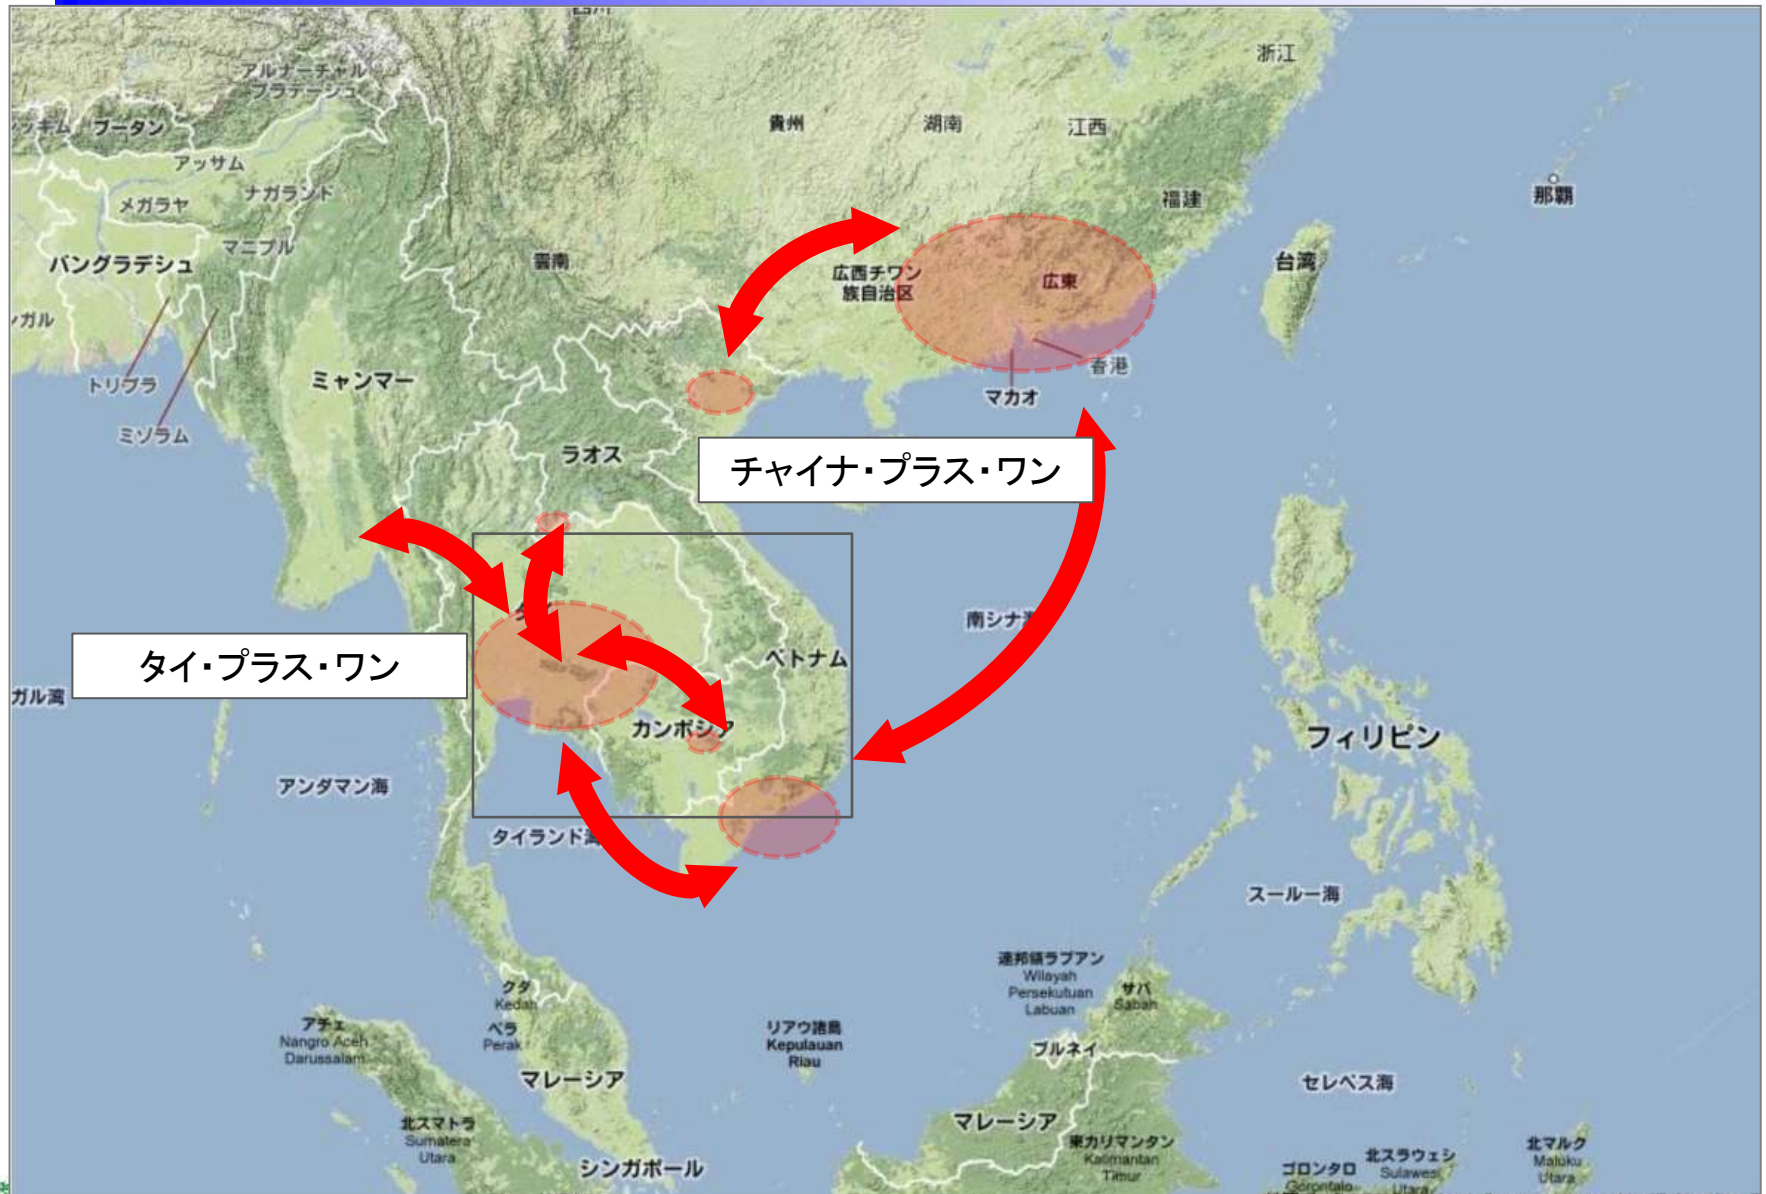 浙江
アルナーチャル
プラデーシュ
ブータン
貴州
湖南
江西
アッサム
ナガランド
メガラヤ
福建
那覇
マニプル
バングラデシュ
雲南
広西チワン
族自治区
広東
台湾
トリプラ
ミャンマー
香港
マカオ
ミゾラム
ラオス
チャイナ・プラス・ワン
南シナ海
タイ・プラス・ワン
ベトナム
ガル湾
カンボジア
フィリピン
アンダマン海
タイランド湾
スールー海
連邦領ラブアン
Wilayah
Persekutuan
Labuan
サバ
Sabah
クダ
Kedah
ペラ
Perak
アチェ
Nangro Aceh
Darussalam
リアウ諸島
Kepulauan
Riau
ブルネイ
マレーシア
セレベス海
マレーシア
北スマトラ
Sumatera
Utara
東カリマンタン
Kalimantan
Timur
シンガポール
ゴロンタロ
Gorontalo
北スラウェシ
Sulawesi
Utara
北マルク
Maluku
Utara